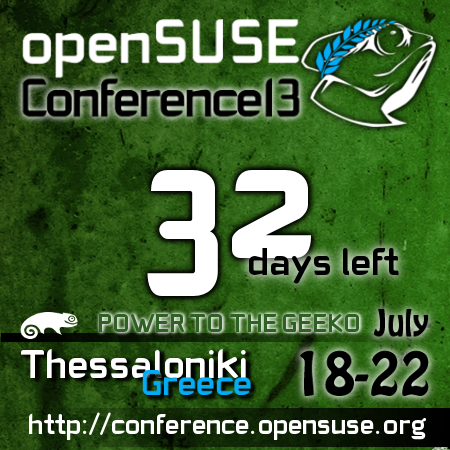 openSUSE
Conference13
32
days left
POWER TO THE GEEKO
July
Thessaloniki
18-22
Greece
http://conference.opensuse.org